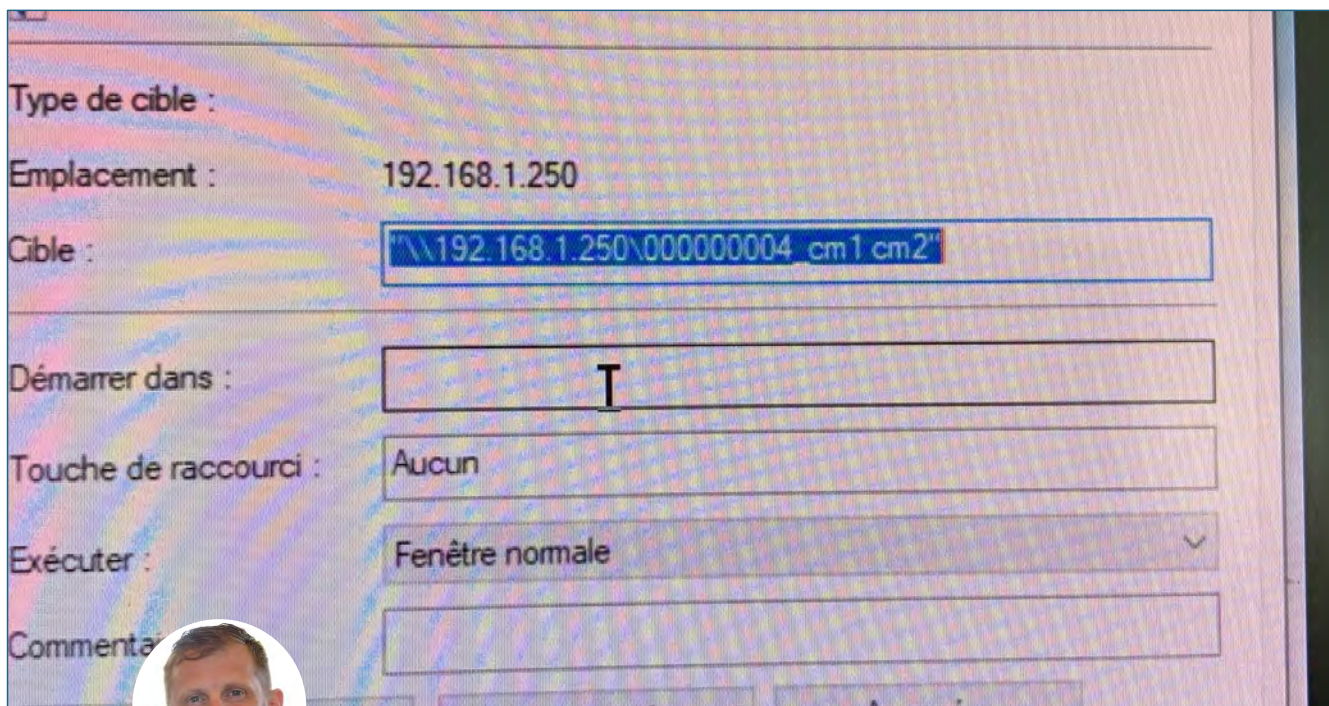 Type de cible :
Emplacement : 192.168.1.250
Cible : "\\192.168.1.250\000000004_cm1 cm2"
Démarrer dans :
Touche de raccourci : Aucun
Exécuter : Fenêtre normale